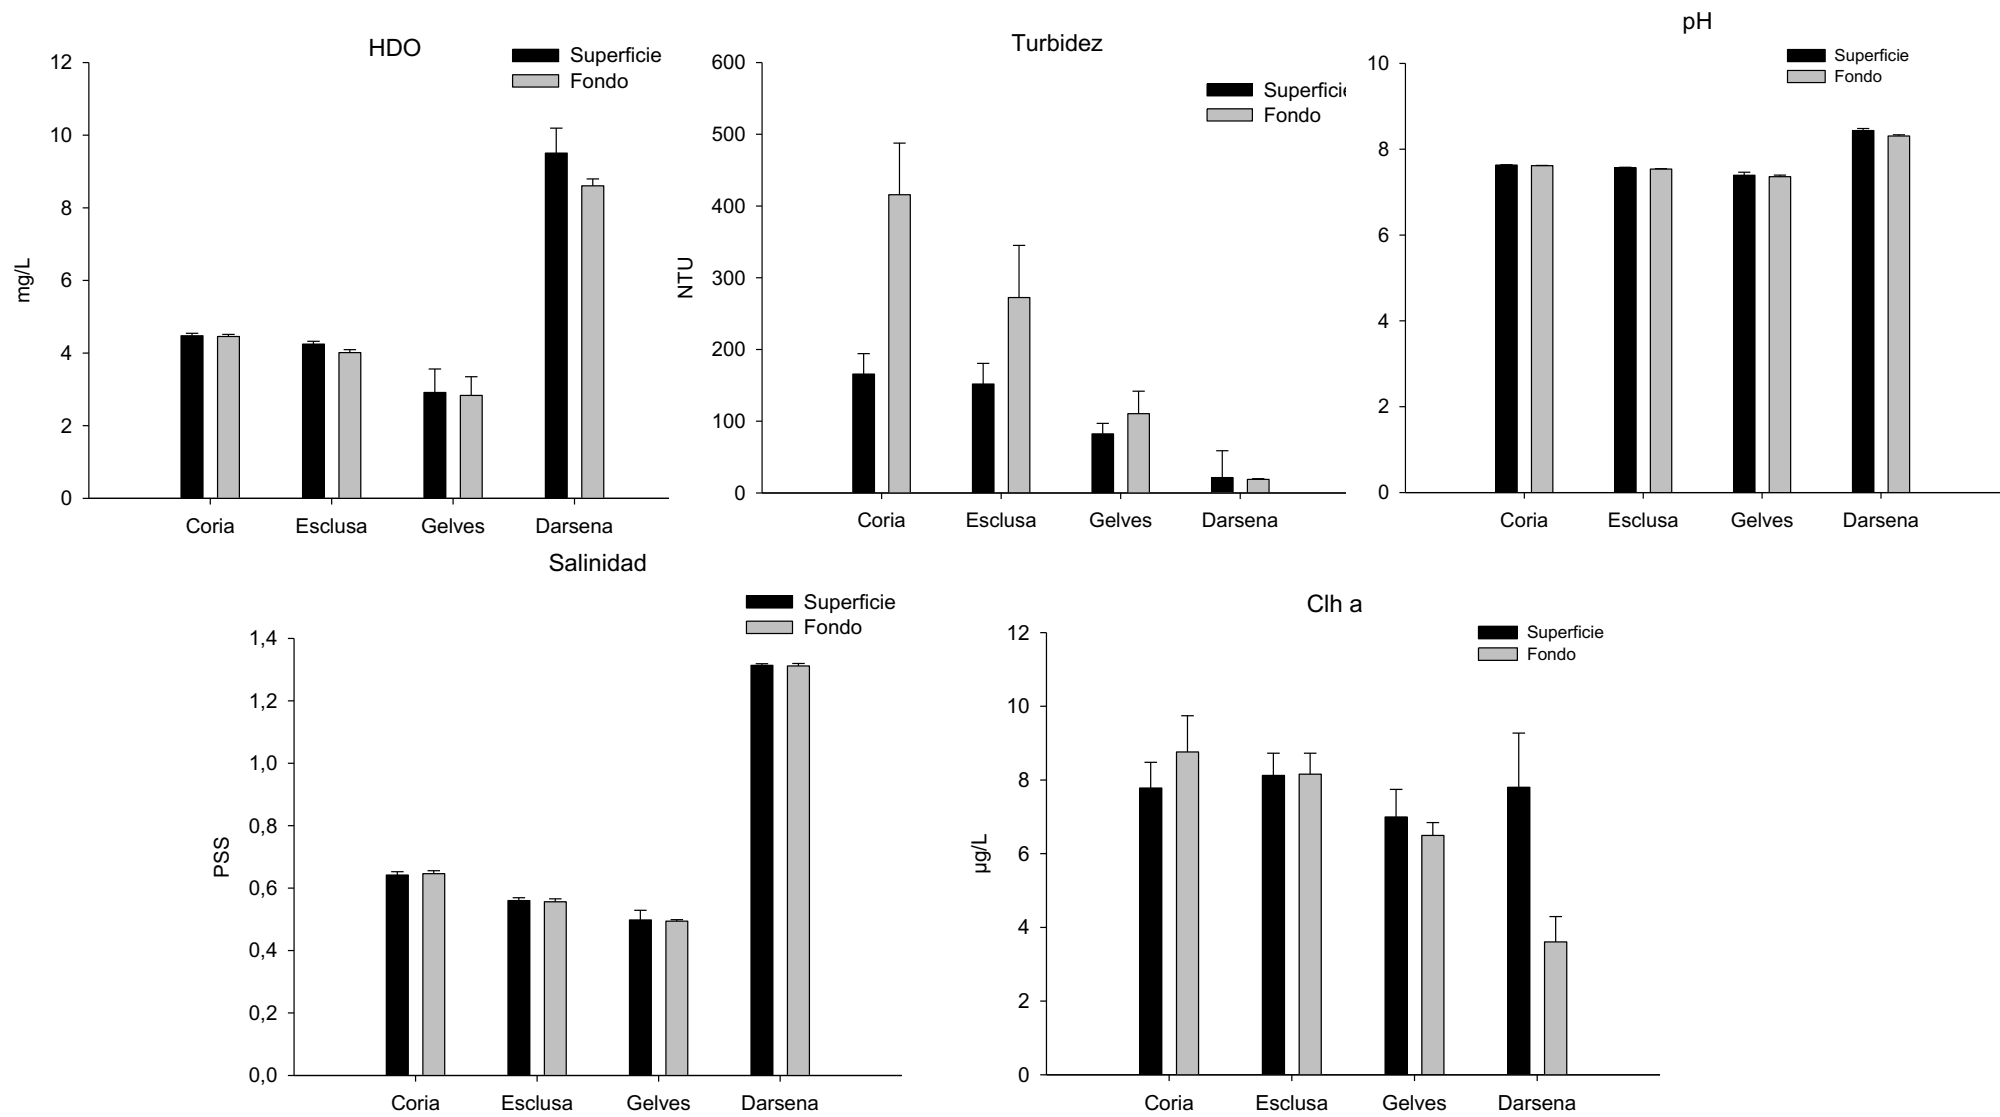 HDO
Superficie
Fondo
12
10
8
6
4
2
0
mg/L
Coria Esclusa Gelves Darsena
Turbidez
Superficie
Fondo
600
500
400
300
200
100
0
NTU
Coria Esclusa Gelves Darsena
pH
Superficie
Fondo
10
8
6
4
2
0
Coria Esclusa Gelves Darsena
Salinidad
Superficie
Fondo
1,4
1,2
1,0
0,8
0,6
0,4
0,2
0,0
PSS
Coria Esclusa Gelves Darsena
Clh a
Superficie
Fondo
12
10
8
6
4
2
0
µg/L
Coria Esclusa Gelves Darsena